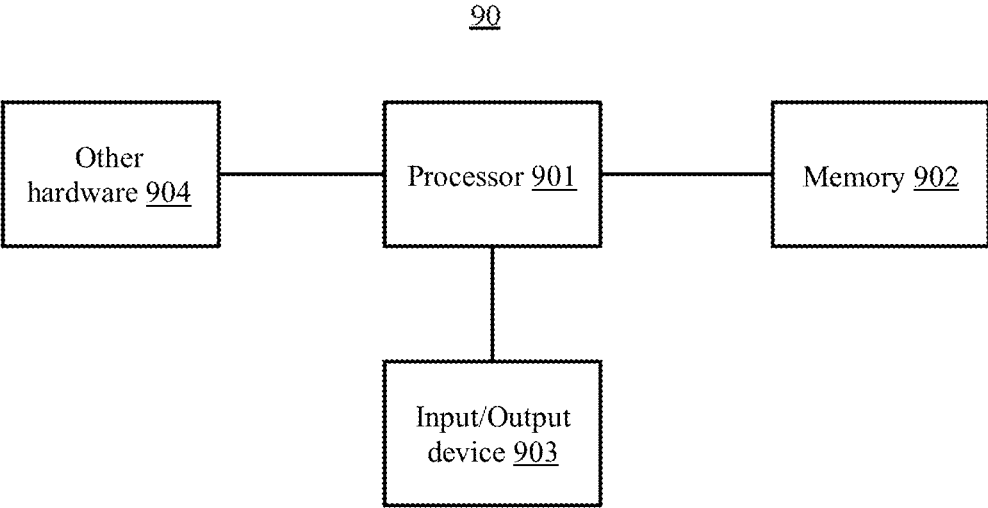 90
Other
hardware 904
Processor 901
Memory 902
Input/Output
device 903